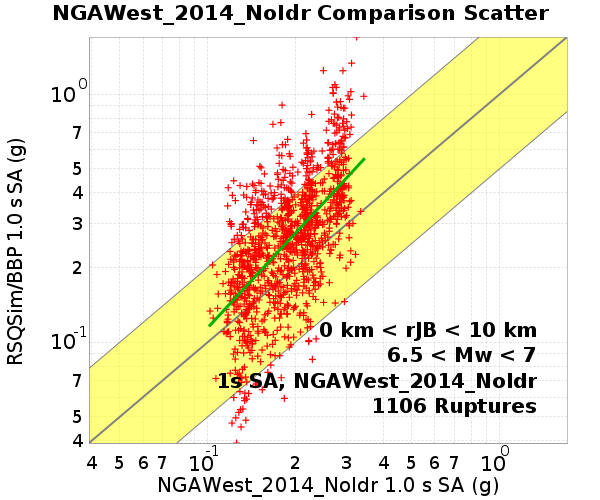 NGAWest_2014_NoIdr Comparison Scatter
RSQSim/BBP 1.0 s SA (g)
10^0
7
5
4
3
2
10^-1
7
5
4
0 km < rJB < 10 km
6.5 < Mw < 7
1s SA, NGAWest_2014_NoIdr
1106 Ruptures
4 5 6 7 10^-1 2 3 4 5 6 7 10^0
NGAWest_2014_NoIdr 1.0 s SA (g)